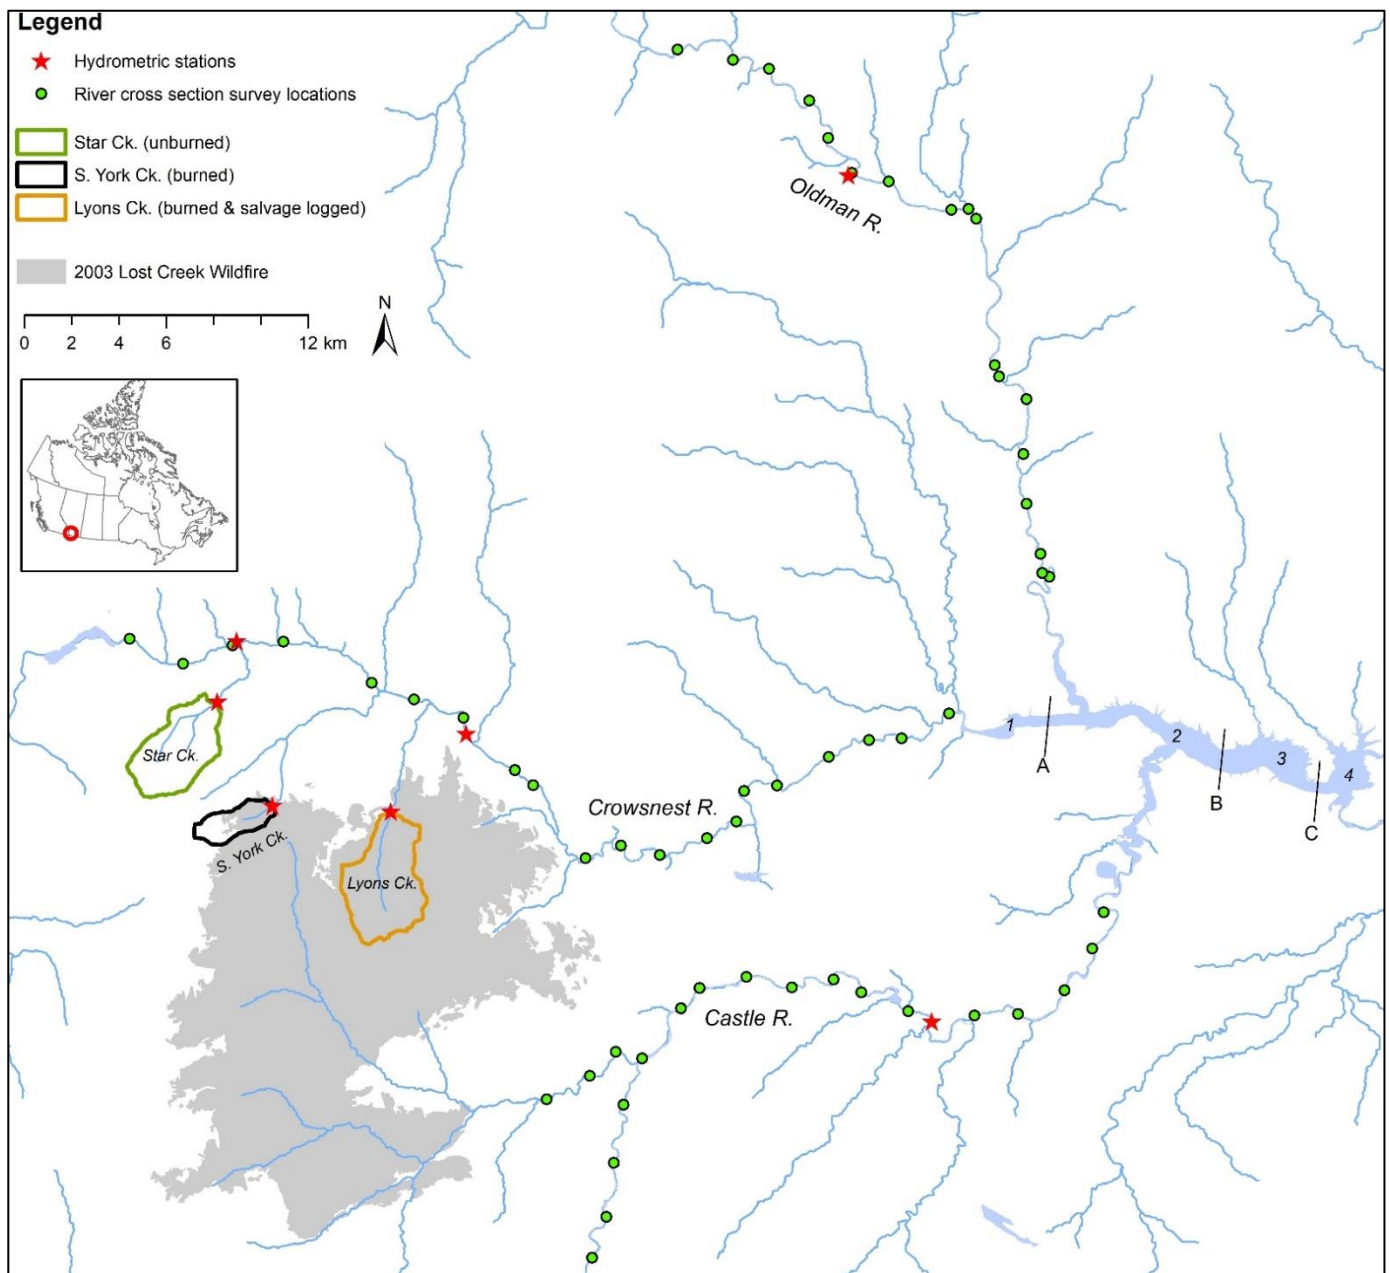 Legend
Hydrometric stations
River cross section survey locations
Star Ck. (unburned)
S. York Ck. (burned)
Lyons Ck. (burned & salvage logged)
2003 Lost Creek Wildfire
0 2 4 6 12 km
N
Oldman R.
Star Ck.
S. York Ck.
Lyons Ck.
Crowsnest R.
Castle R.
1
2
3
4
A
B
C